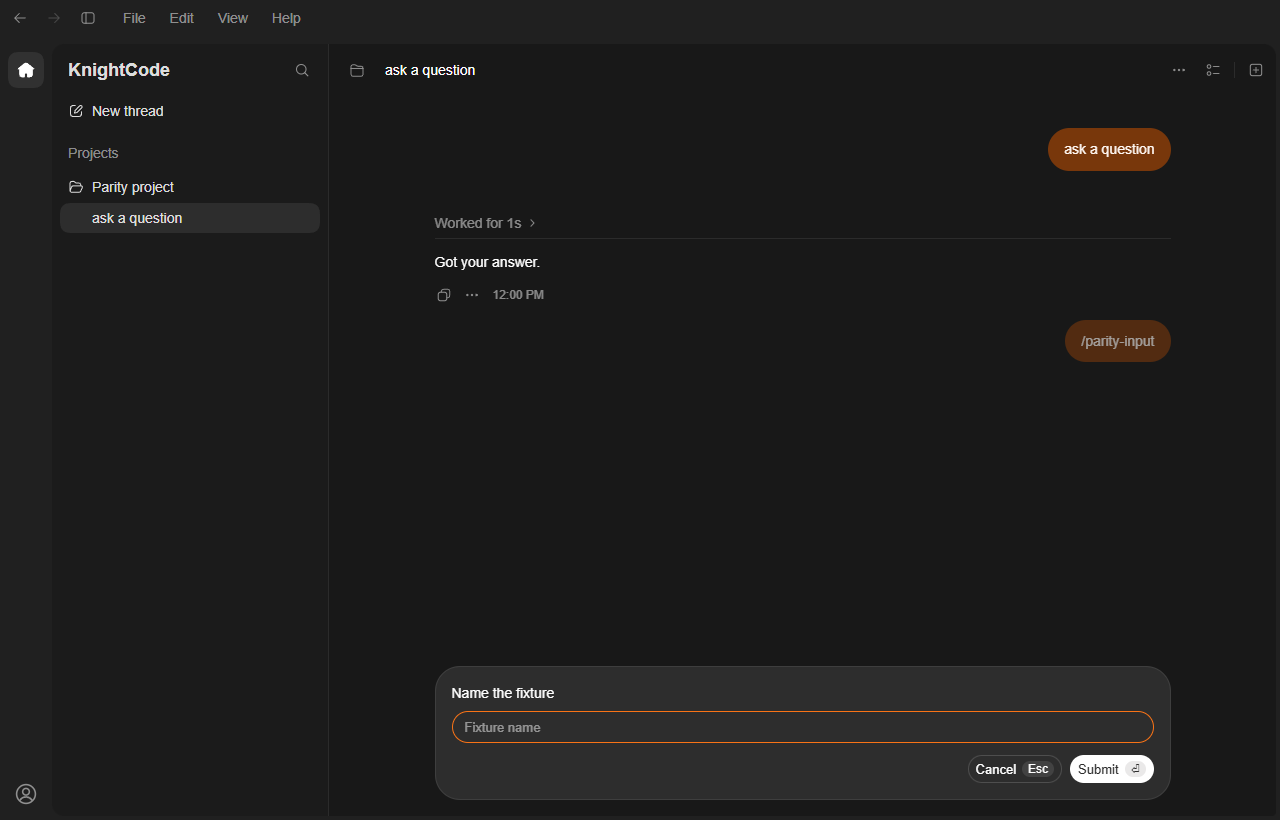 File Edit View Help
KnightCode
New thread
Projects
Parity project
ask a question
ask a question
ask a question
Worked for 1s
Got your answer.
12:00 PM
/parity-input
Name the fixture
Fixture name
Cancel Esc
Submit